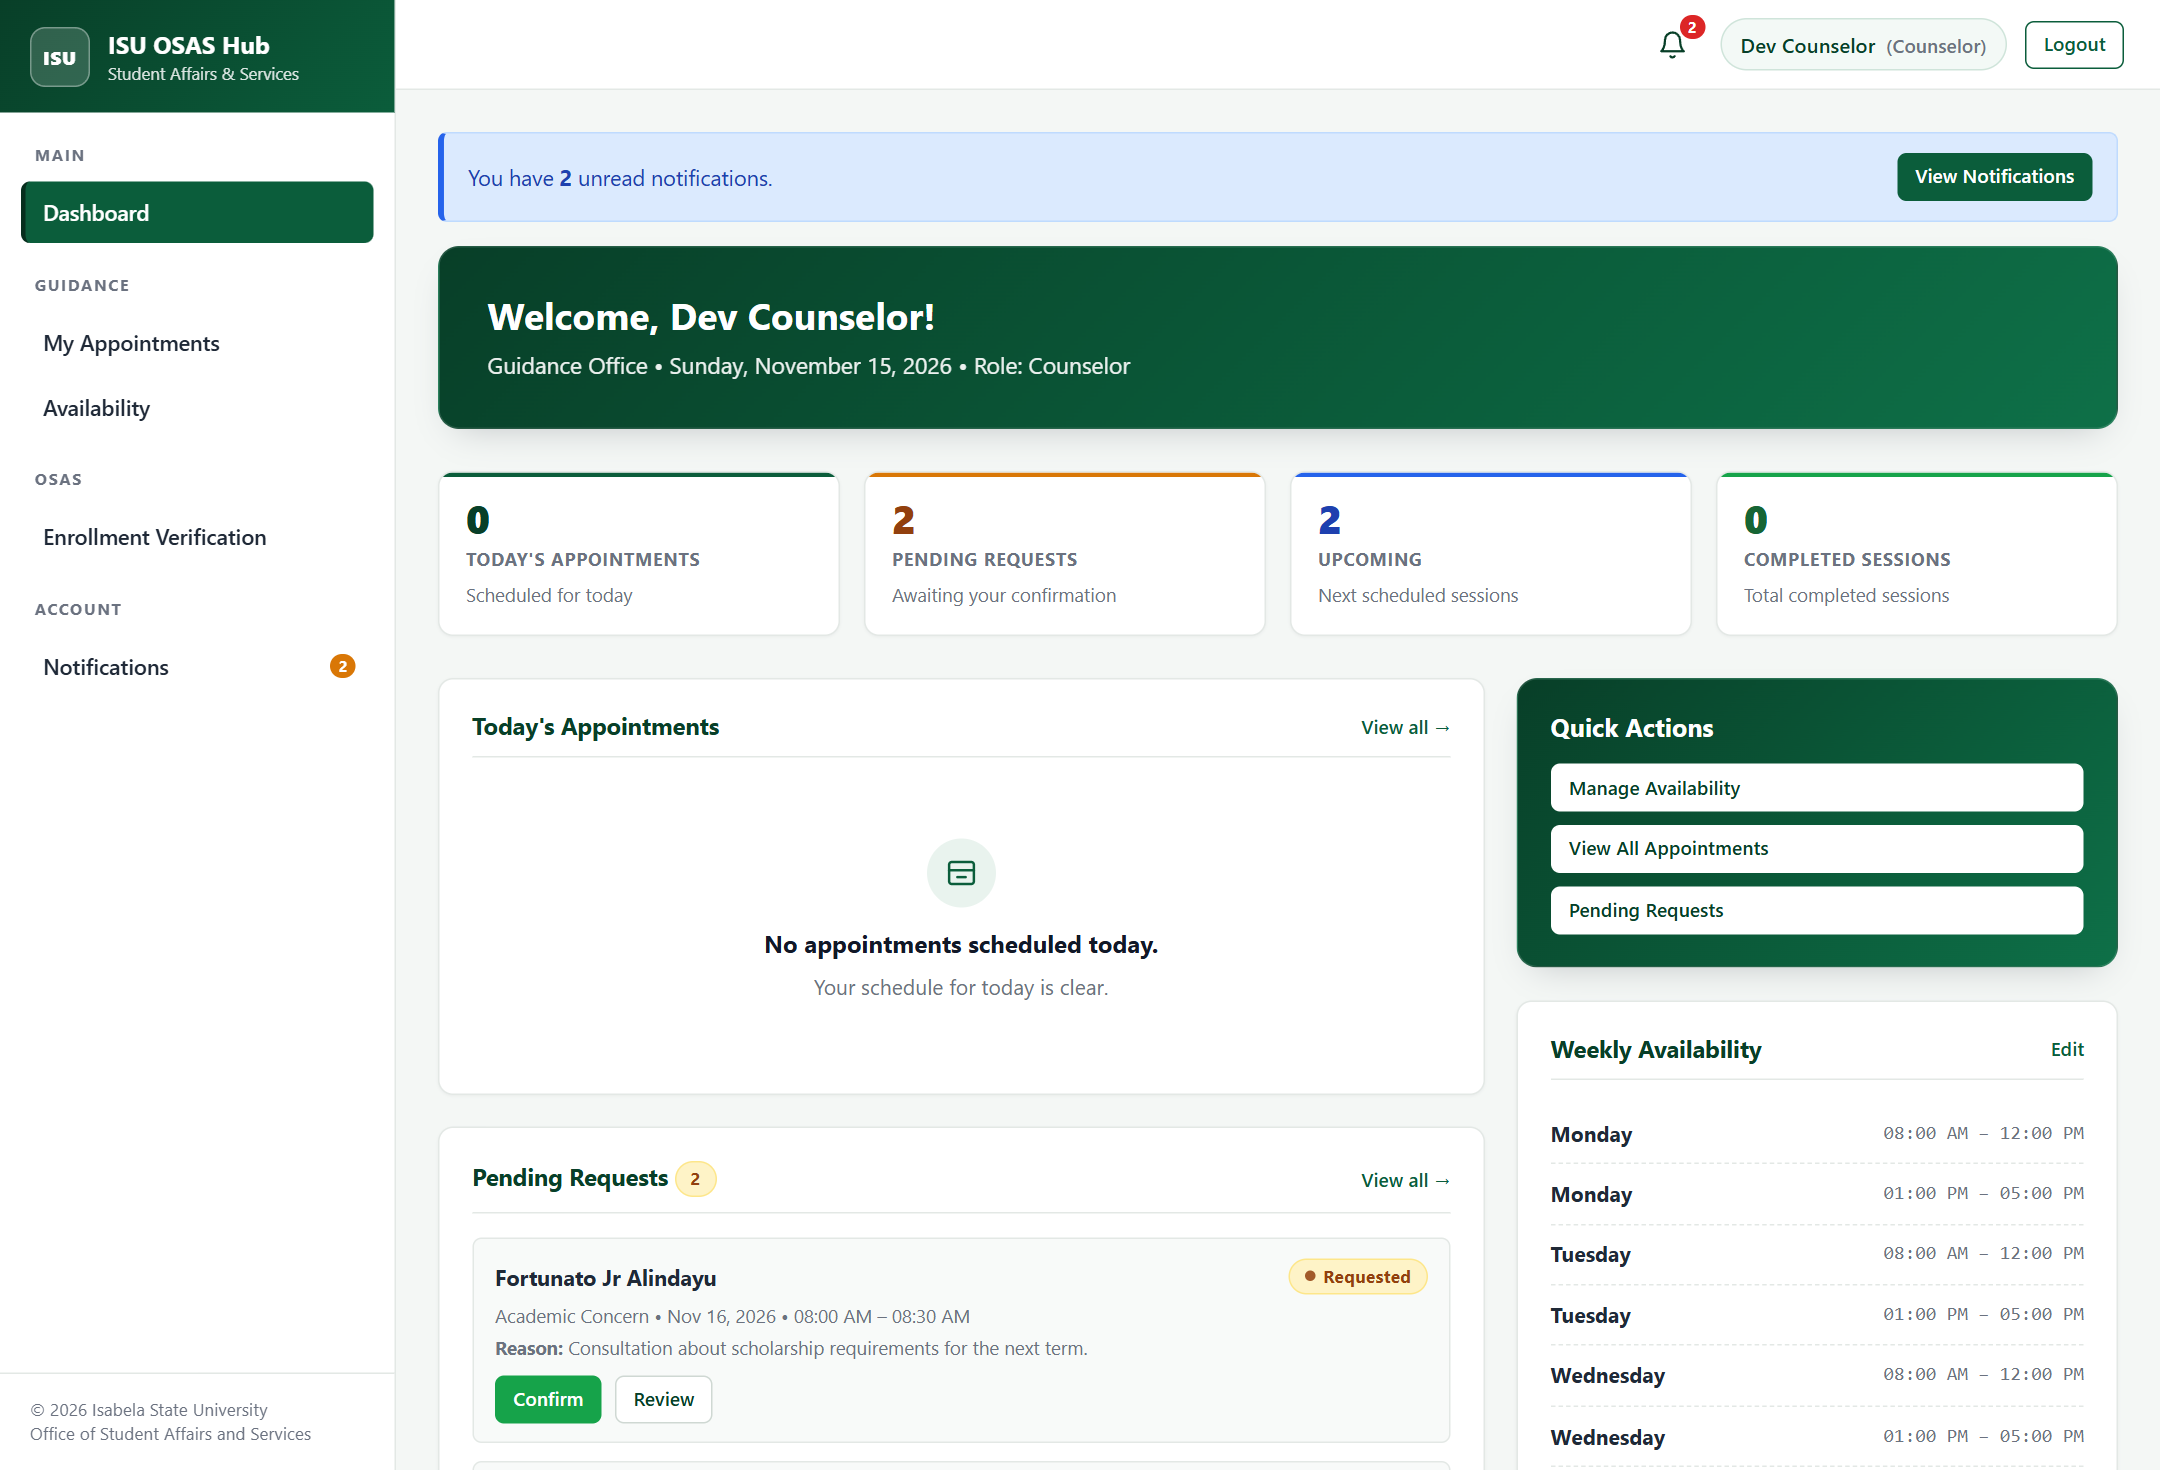 ISU
ISU OSAS Hub
Student Affairs & Services
MAIN
Dashboard
GUIDANCE
My Appointments
Availability
OSAS
Enrollment Verification
ACCOUNT
Notifications 2
© 2026 Isabela State University
Office of Student Affairs and Services
2
Dev Counselor (Counselor)
Logout
You have 2 unread notifications.
View Notifications
Welcome, Dev Counselor!
Guidance Office • Sunday, November 15, 2026 • Role: Counselor
0
TODAY'S APPOINTMENTS
Scheduled for today
2
PENDING REQUESTS
Awaiting your confirmation
2
UPCOMING
Next scheduled sessions
0
COMPLETED SESSIONS
Total completed sessions
Today's Appointments
View all →
No appointments scheduled today.
Your schedule for today is clear.
Pending Requests 2
View all →
Fortunato Jr Alindayu
Requested
Academic Concern • Nov 16, 2026 • 08:00 AM – 08:30 AM
Reason: Consultation about scholarship requirements for the next term.
Confirm
Review
Quick Actions
Manage Availability
View All Appointments
Pending Requests
Weekly Availability
Edit
Monday 08:00 AM – 12:00 PM
Monday 01:00 PM – 05:00 PM
Tuesday 08:00 AM – 12:00 PM
Tuesday 01:00 PM – 05:00 PM
Wednesday 08:00 AM – 12:00 PM
Wednesday 01:00 PM – 05:00 PM